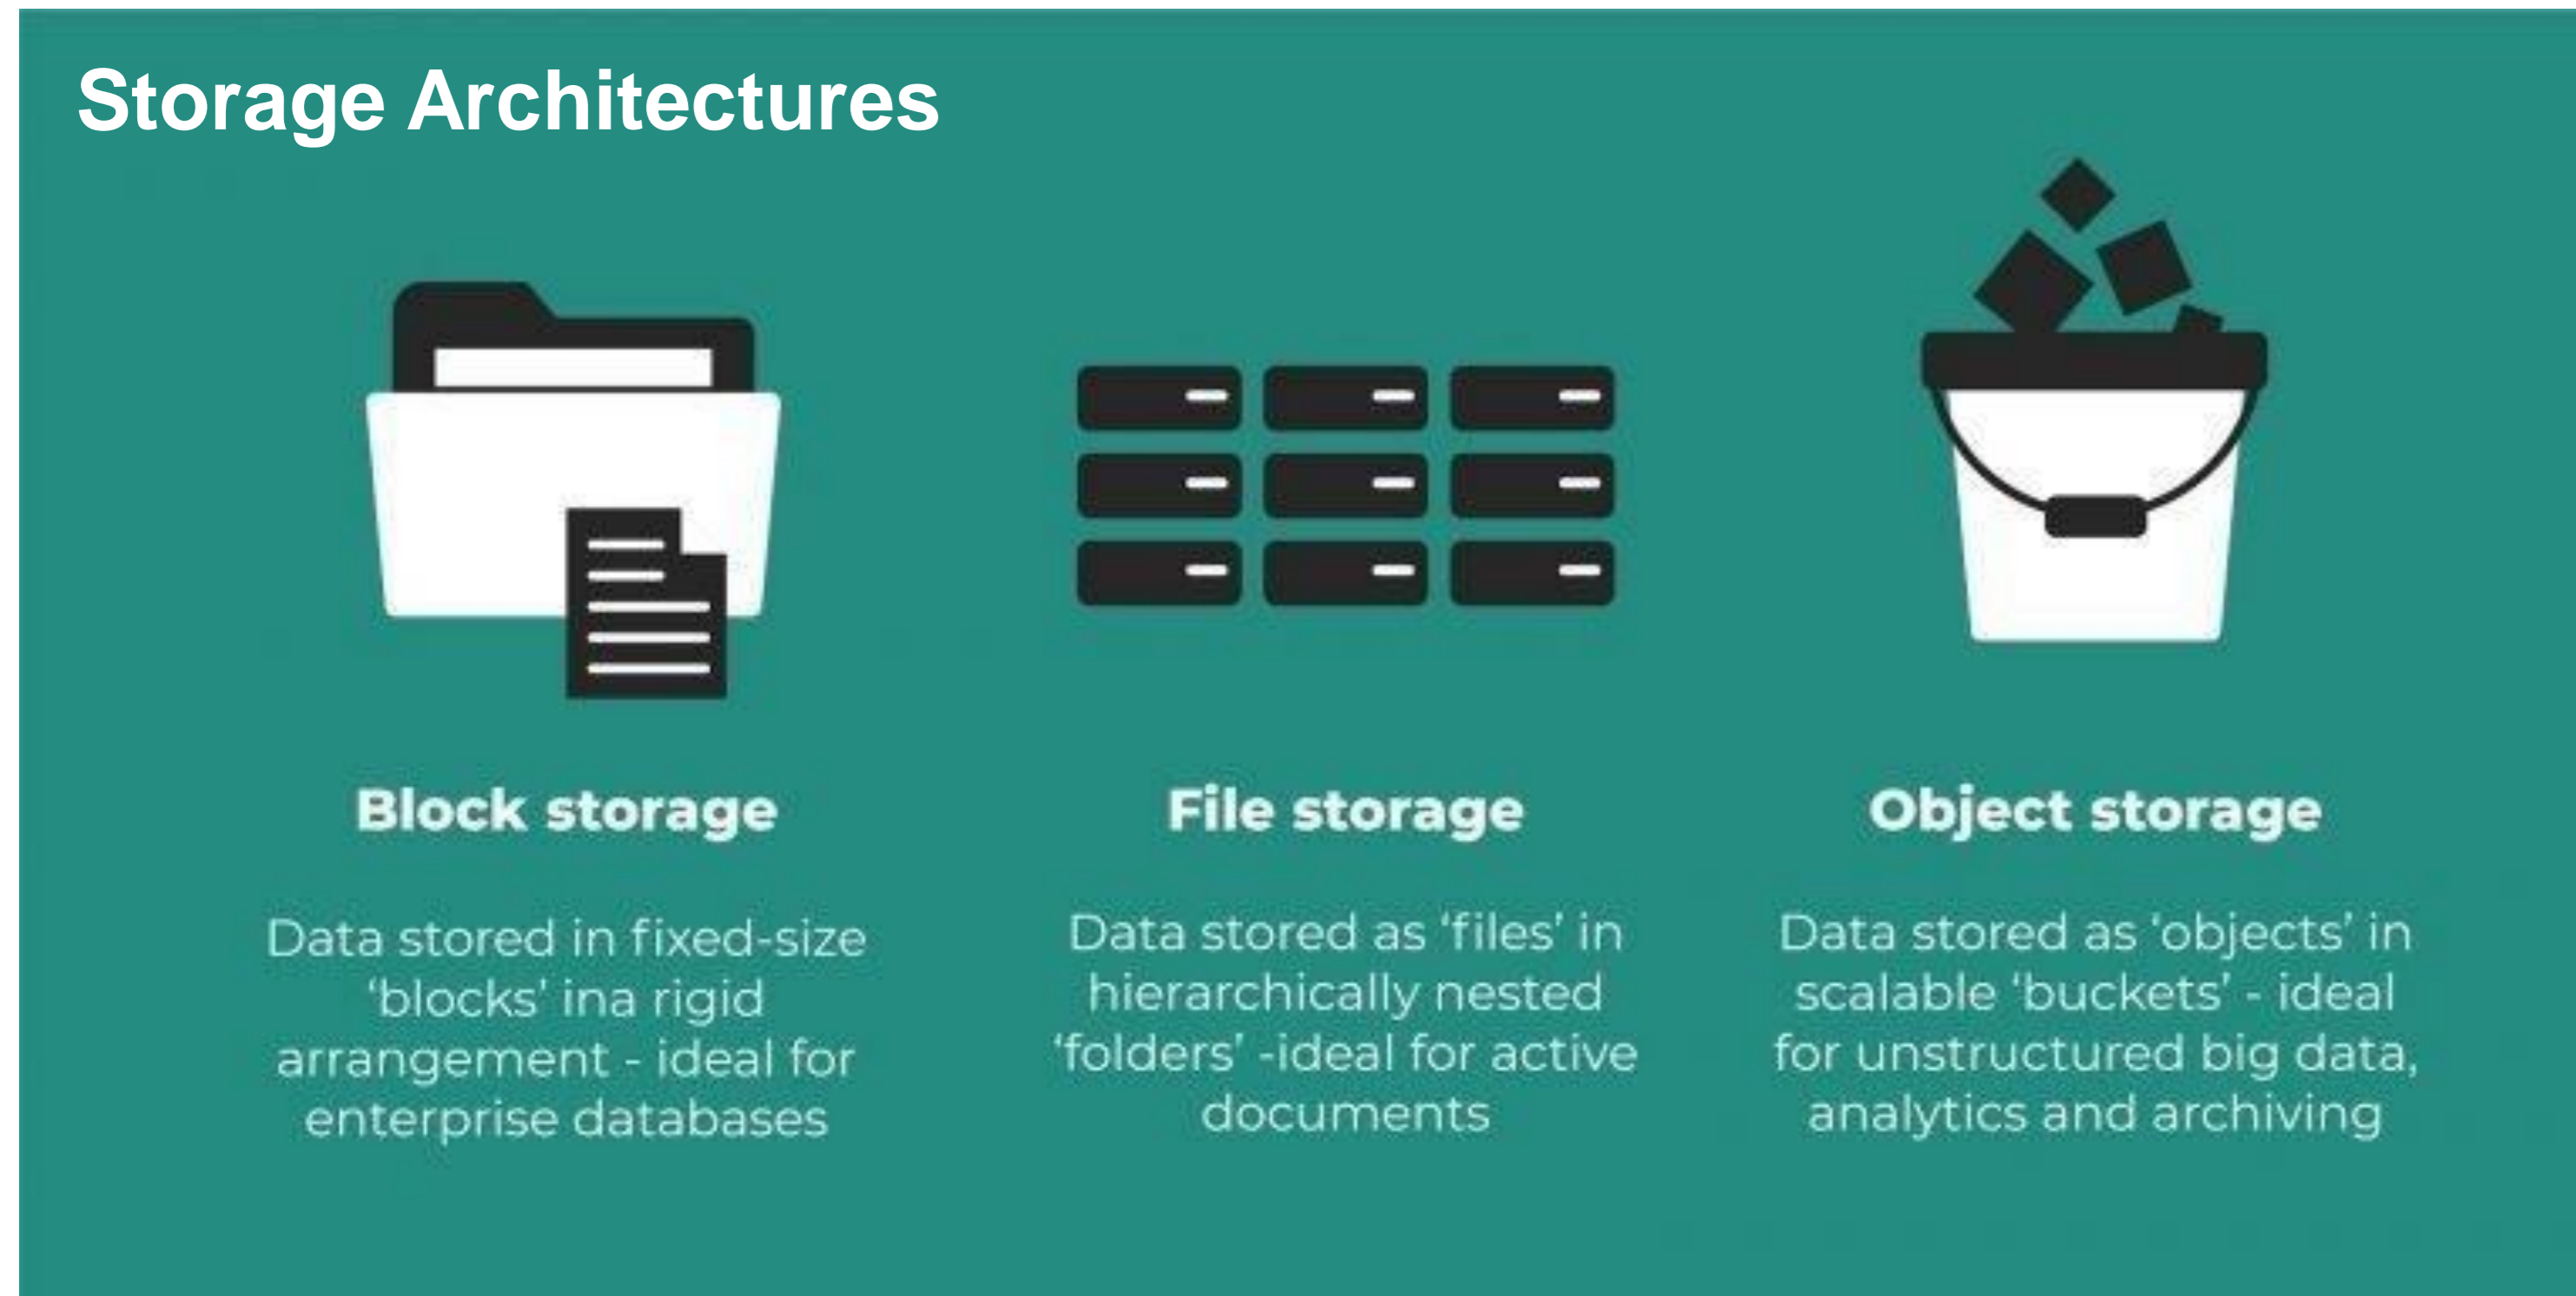 Storage Architectures
Block storage
Data stored in fixed-size
‘blocks’ ina rigid
arrangement - ideal for
enterprise databases
File storage
Data stored as ‘files’ in
hierarchically nested
‘folders’ -ideal for active
documents
Object storage
Data stored as ‘objects’ in
scalable ‘buckets’ - ideal
for unstructured big data,
analytics and archiving